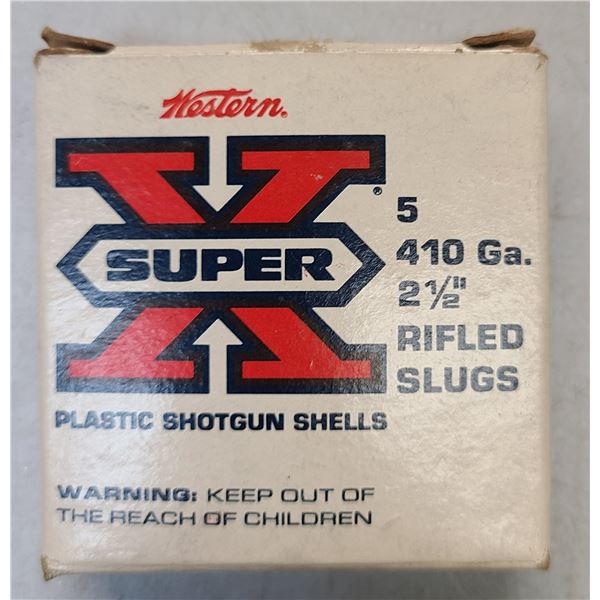 Western®
SUPER X®
5
410 Ga.
2½"
RIFLED
SLUGS
PLASTIC SHOTGUN SHELLS
WARNING: KEEP OUT OF
THE REACH OF CHILDREN